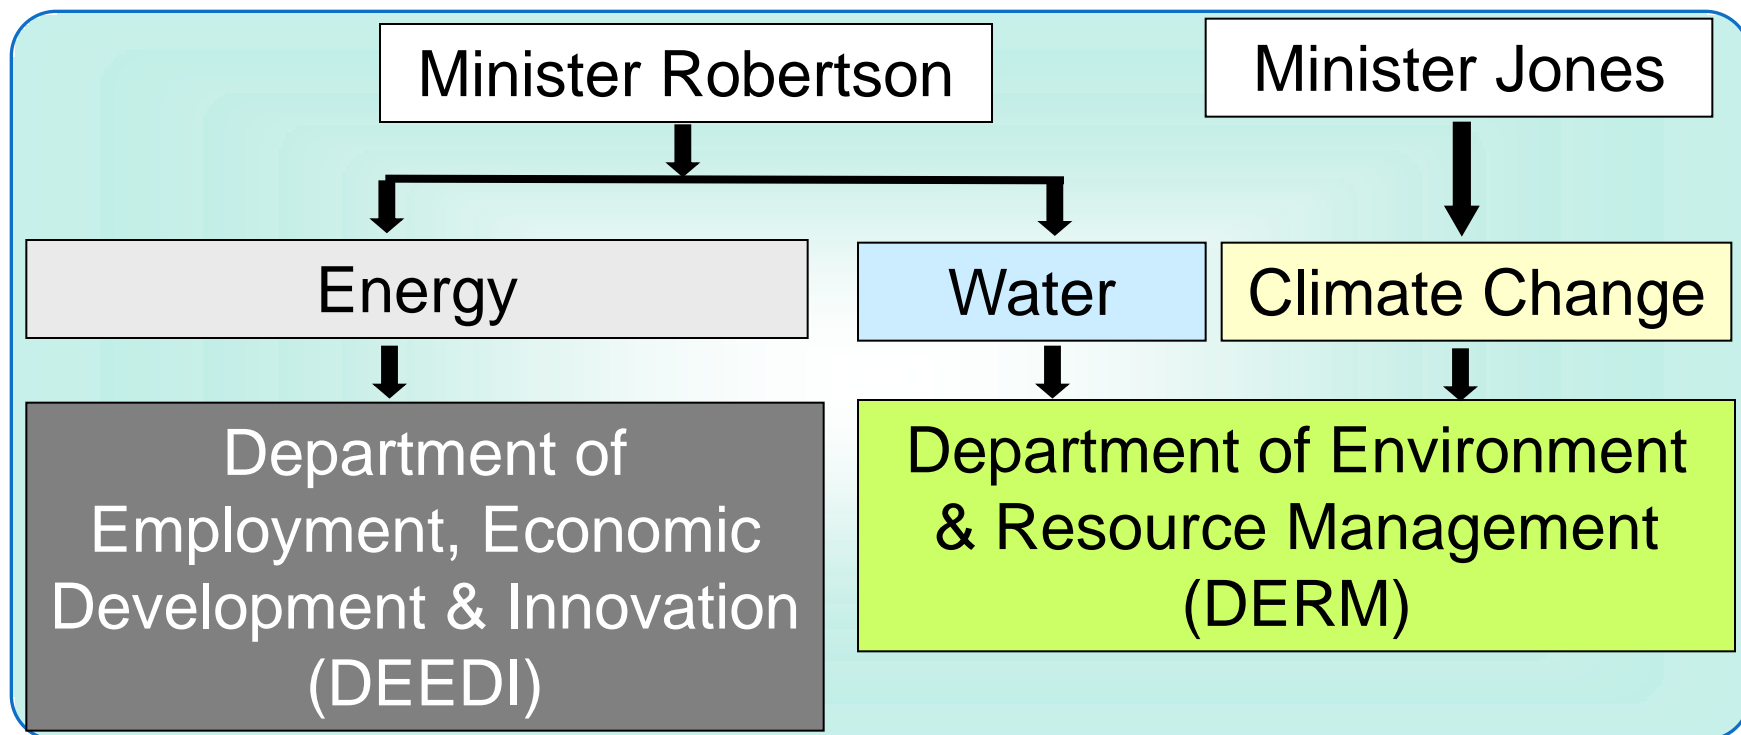 Minister Robertson
Minister Jones
Energy
Water
Climate Change
Department of
Employment, Economic
Development & Innovation
(DEEDI)
Department of Environment
& Resource Management
(DERM)